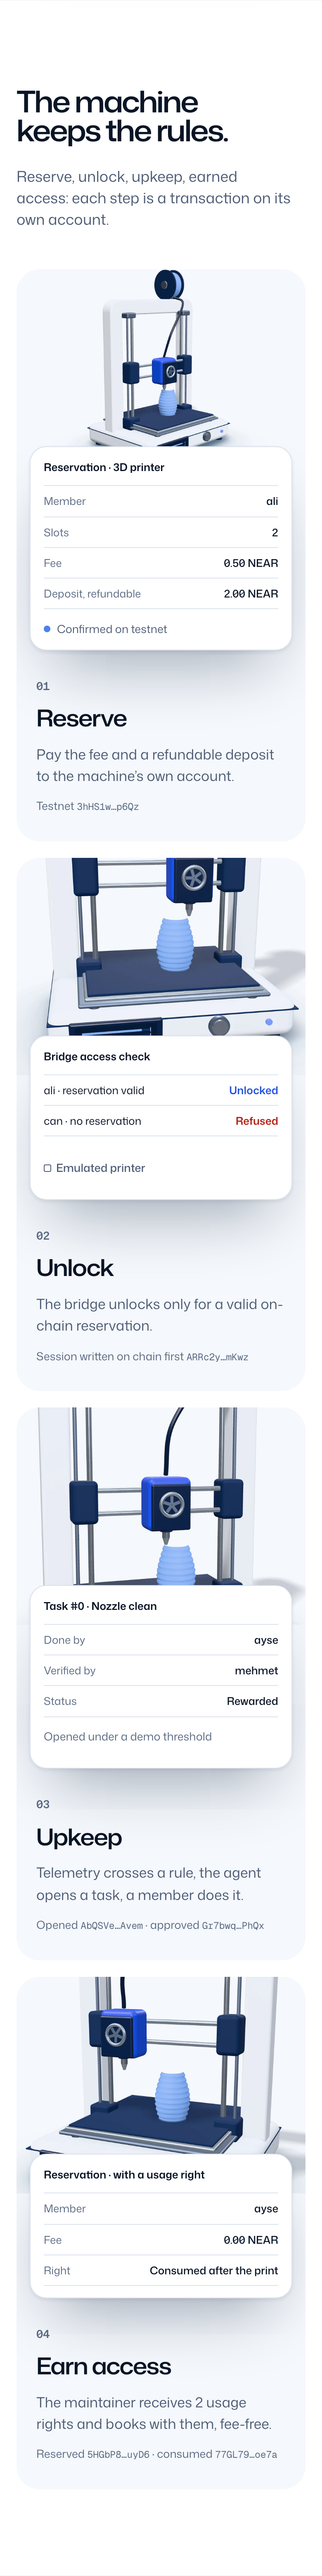 The machine
keeps the rules.
Reserve, unlock, upkeep, earned
access: each step is a transaction on its
own account.
Reservation · 3D printer
Member ali
Slots 2
Fee 0.50 NEAR
Deposit, refundable 2.00 NEAR
Confirmed on testnet
01
Reserve
Pay the fee and a refundable deposit
to the machine’s own account.
Testnet 3hHS1w…p6Qz
Bridge access check
ali · reservation valid Unlocked
can · no reservation Refused
Emulated printer
02
Unlock
The bridge unlocks only for a valid on-
chain reservation.
Session written on chain first ARRc2y…mKwz
Task #0 · Nozzle clean
Done by ayse
Verified by mehmet
Status Rewarded
Opened under a demo threshold
03
Upkeep
Telemetry crosses a rule, the agent
opens a task, a member does it.
Opened AbQSVe…Avem · approved Gr7bwq…PhQx
Reservation · with a usage right
Member ayse
Fee 0.00 NEAR
Right Consumed after the print
04
Earn access
The maintainer receives 2 usage
rights and books with them, fee-free.
Reserved 5HGbP8…uyD6 · consumed 77GL79…oe7a